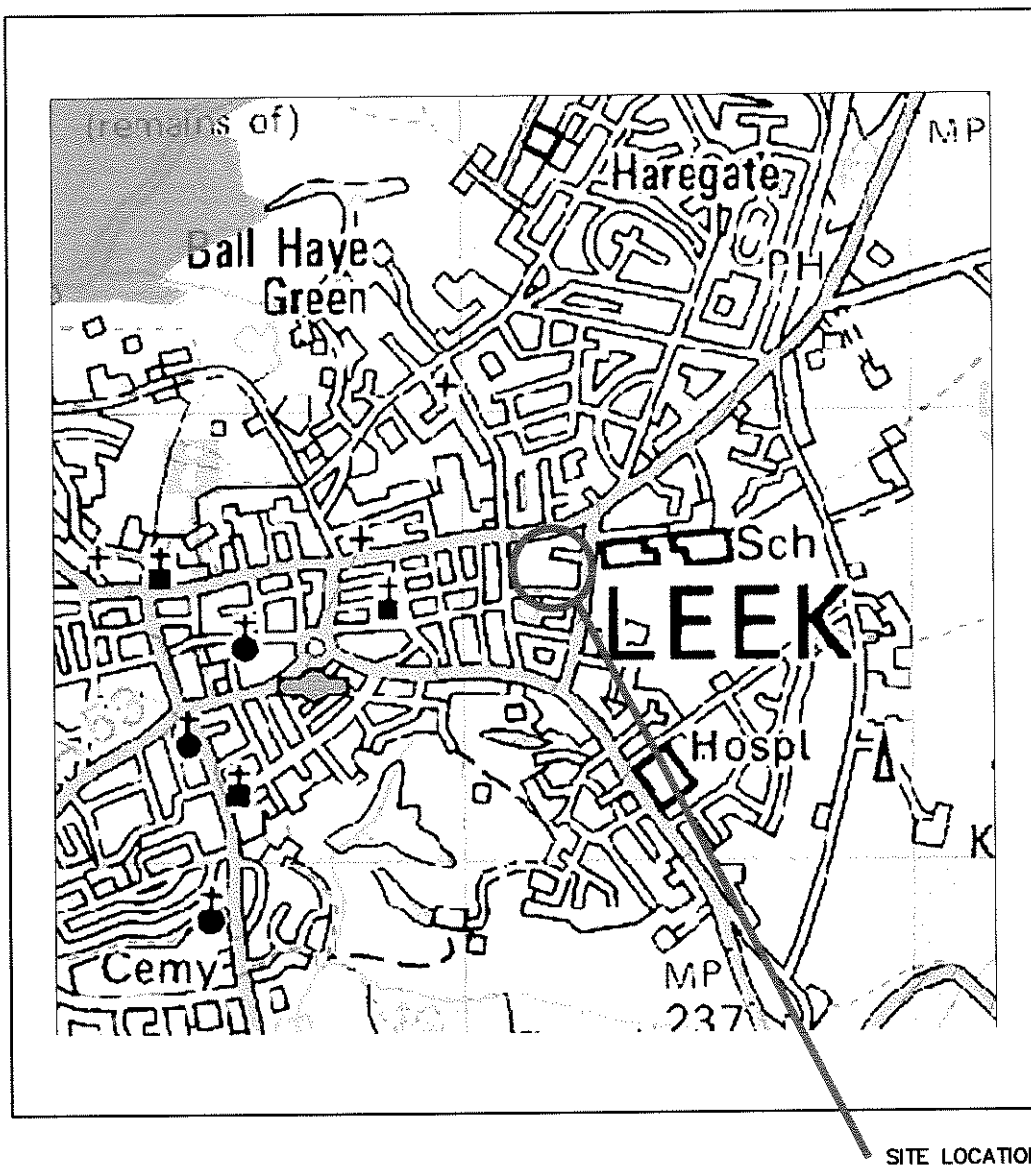 (remains of)
MP
Haregate
Ball Haye
Green
PH
Sch
LEEK
Hospl
K
Cemy
MP
237
SITE LOCATION